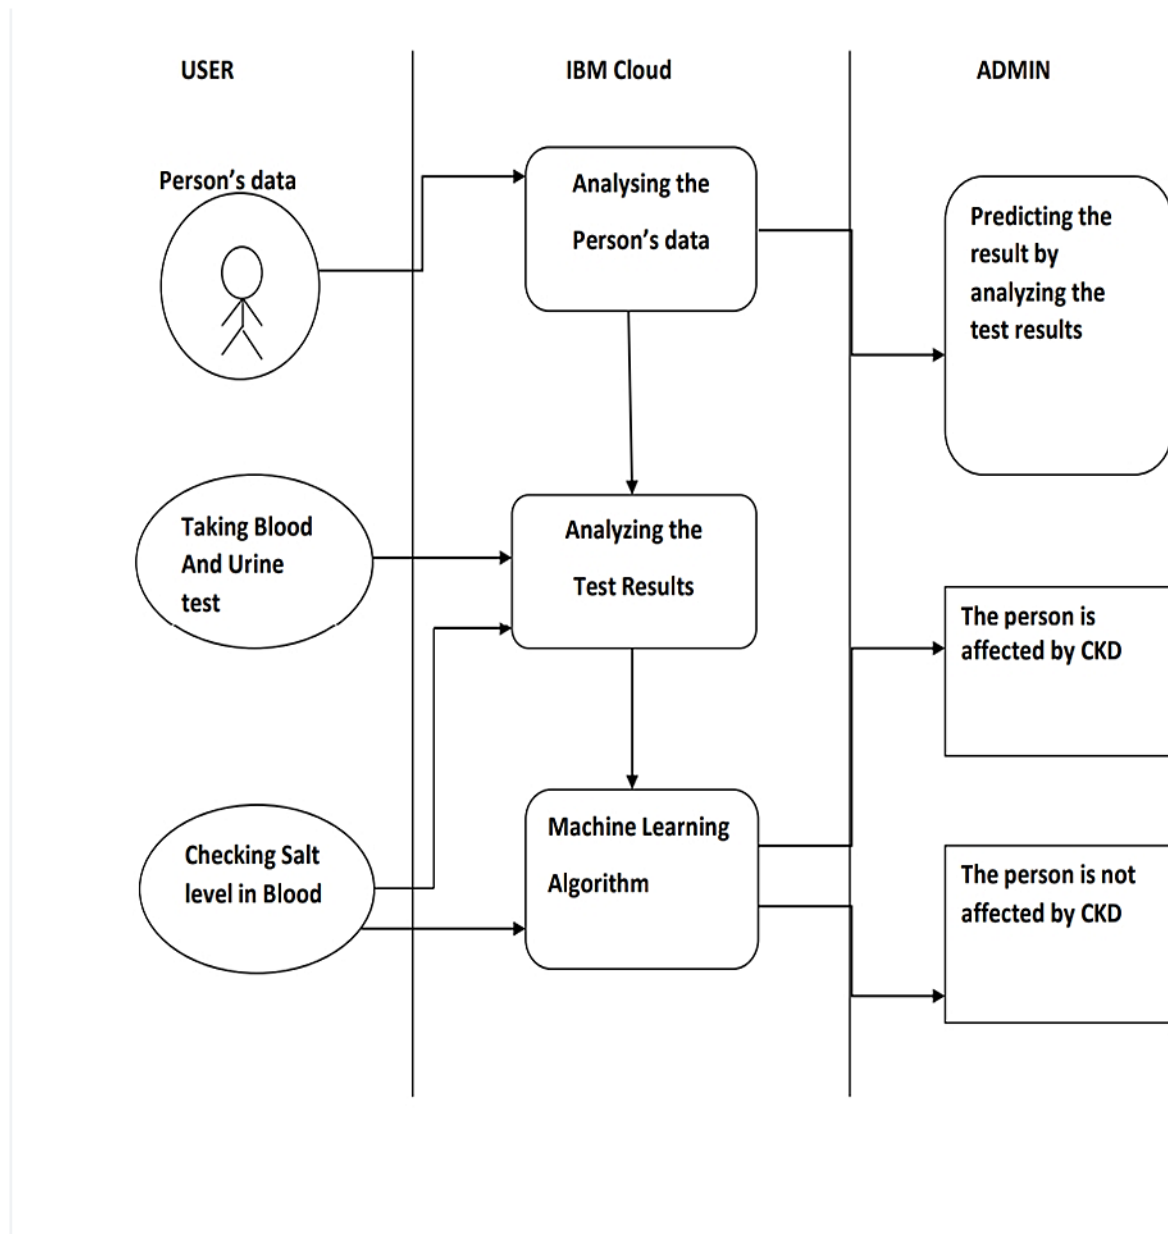 USER
IBM Cloud
ADMIN
Person's data
Analysing the
Person's data
Predicting the
result by
analyzing the
test results
Taking Blood
And Urine
test
Analyzing the
Test Results
The person is
affected by CKD
Checking Salt
level in Blood
Machine Learning
Algorithm
The person is not
affected by CKD